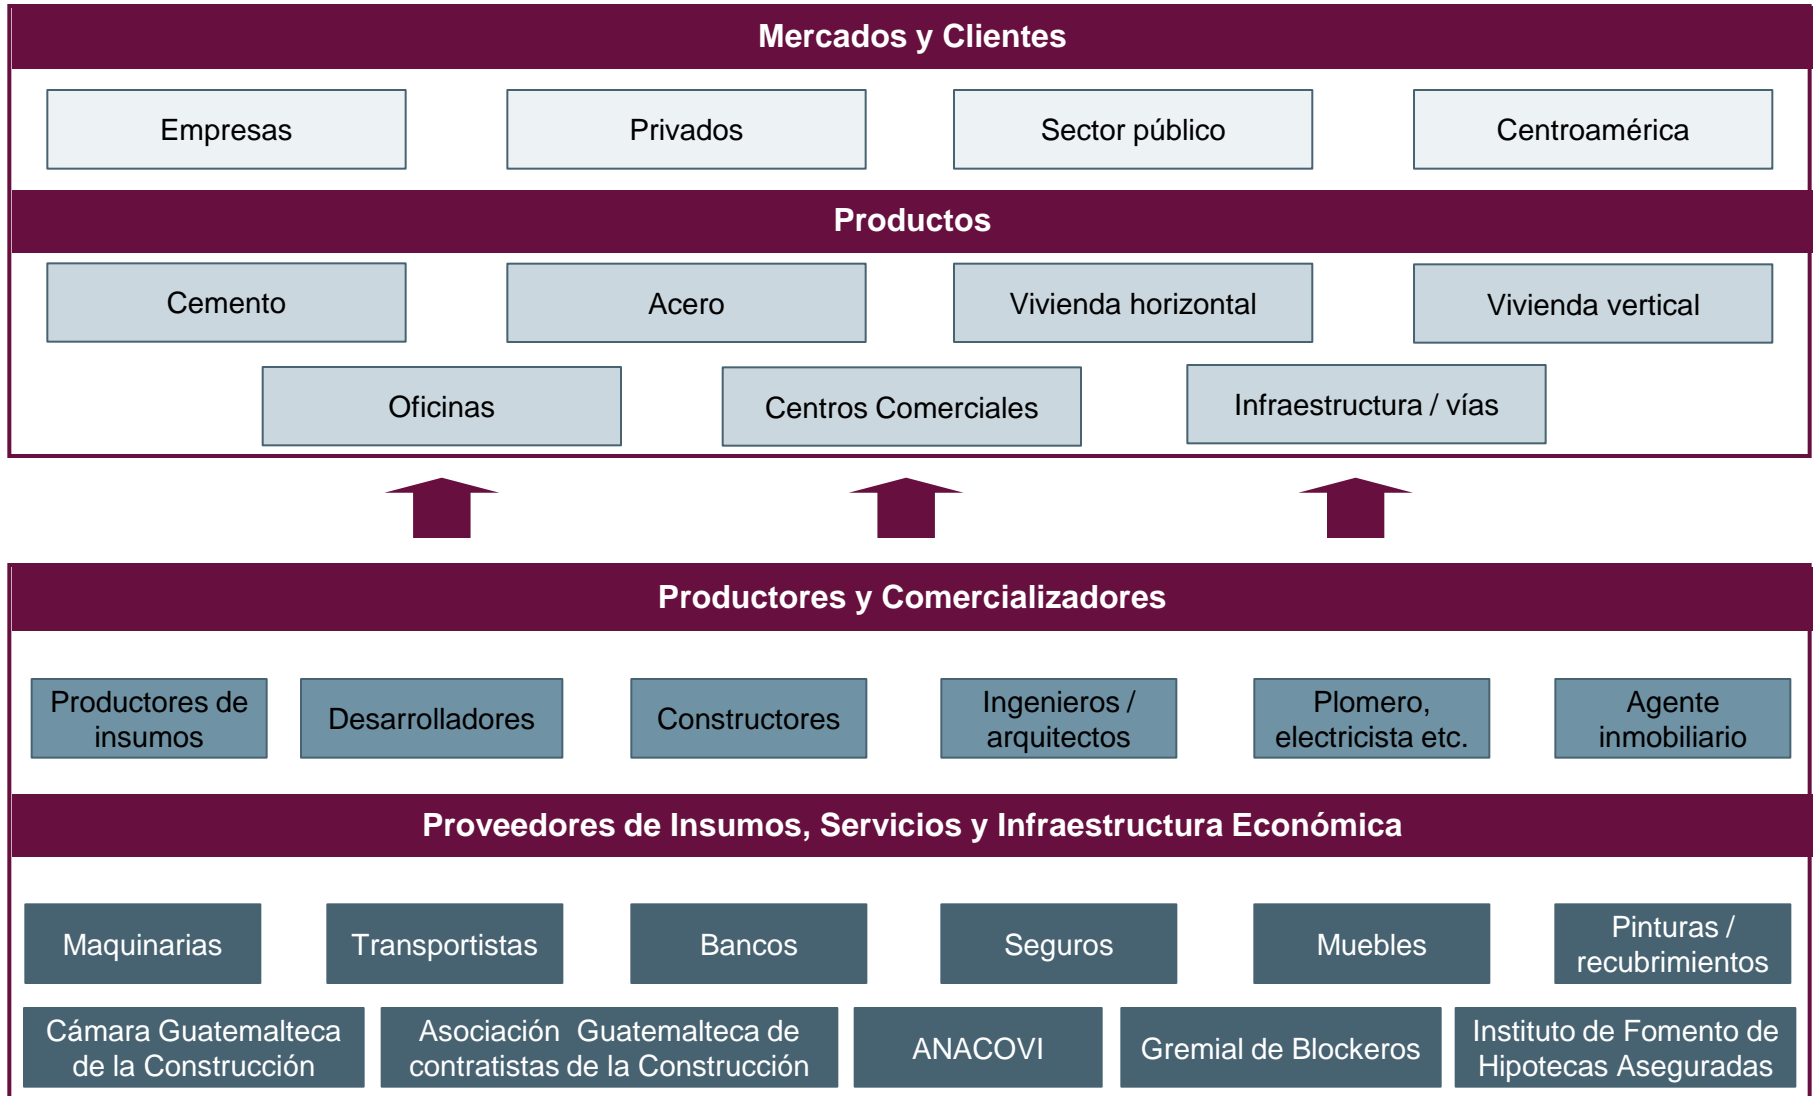 Mercados y Clientes
Empresas
Privados
Sector público
Centroamérica
Productos
Cemento
Acero
Vivienda horizontal
Vivienda vertical
Oficinas
Centros Comerciales
Infraestructura / vías
Productores y Comercializadores
Productores de
insumos
Desarrolladores
Constructores
Ingenieros /
arquitectos
Plomero,
electricista etc.
Agente
inmobiliario
Proveedores de Insumos, Servicios y Infraestructura Económica
Maquinarias
Transportistas
Bancos
Seguros
Muebles
Pinturas /
recubrimientos
Cámara Guatemalteca
de la Construcción
Asociación Guatemalteca de
contratistas de la Construcción
ANACOVI
Gremial de Blockeros
Instituto de Fomento de
Hipotecas Aseguradas